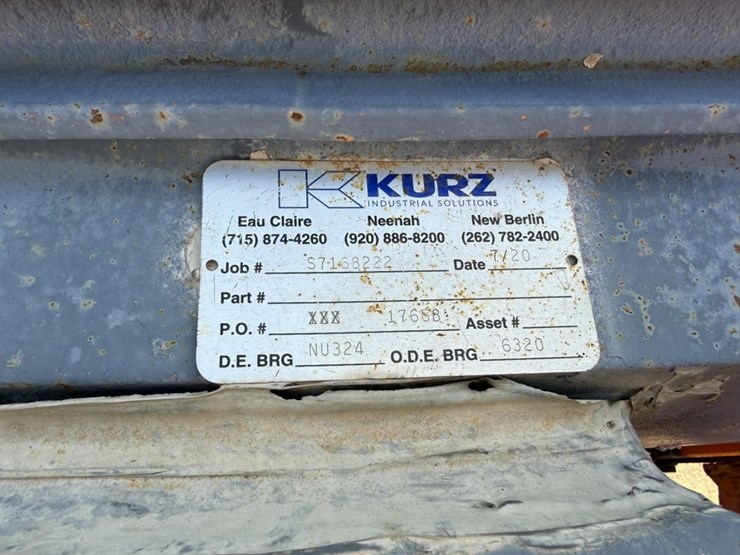 KURZ
INDUSTRIAL SOLUTIONS
Eau Claire Neenah New Berlin
(715) 874-4260 (920) 886-8200 (262) 782-2400
Job # S7168222 Date 7/20
Part #
P.O. # XXX 1768B Asset #
D.E. BRG NU324 O.D.E. BRG 6320